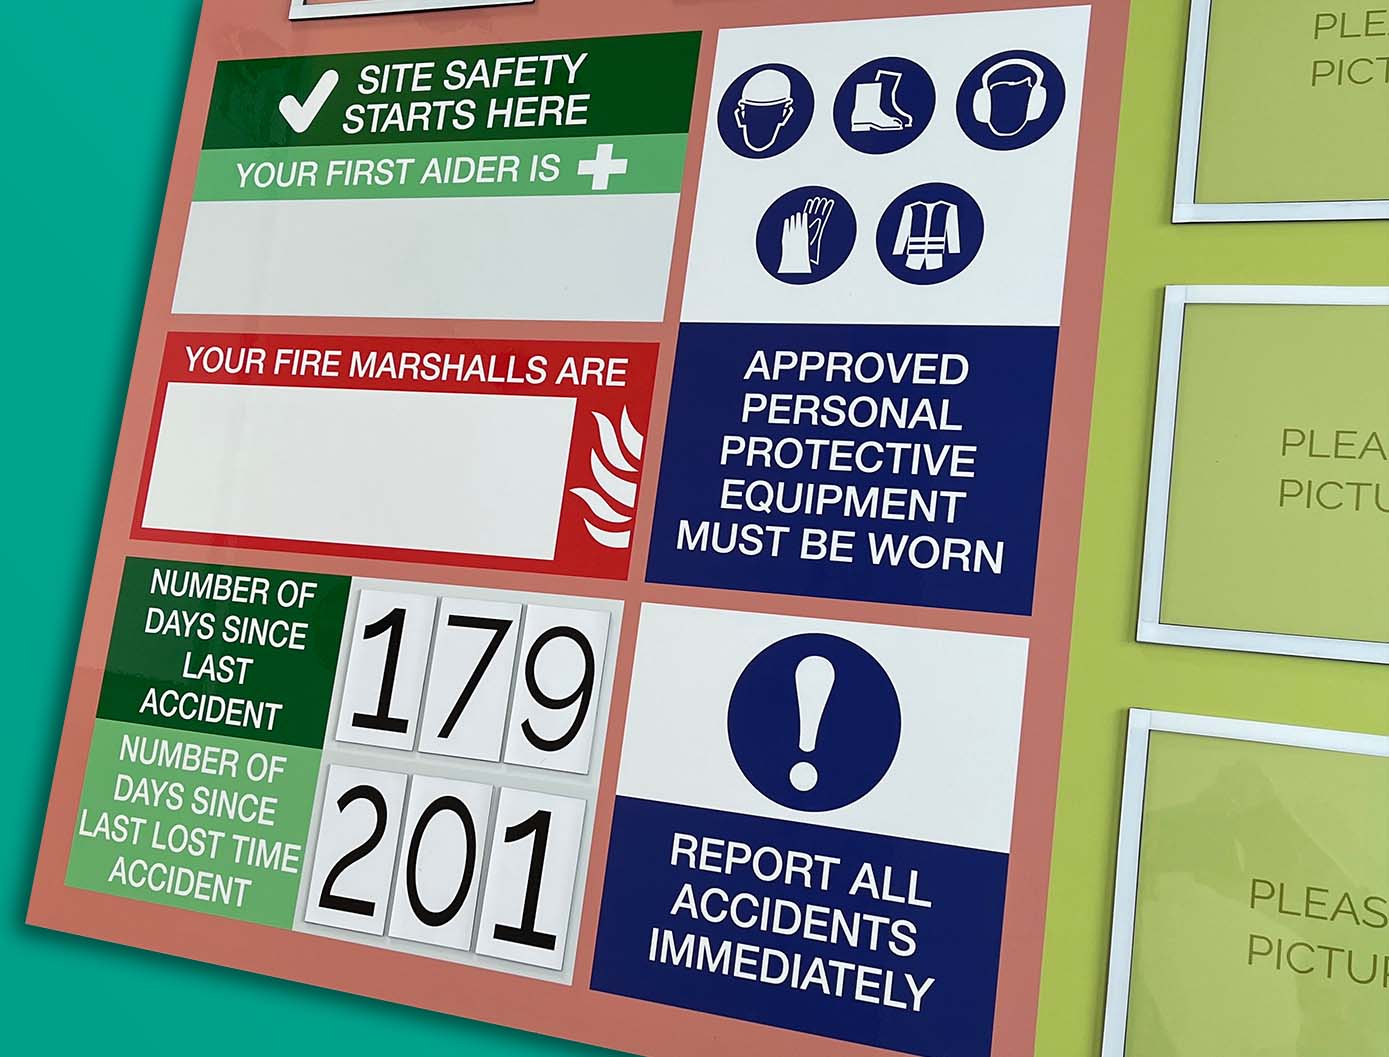 SITE SAFETY
STARTS HERE
YOUR FIRST AIDER IS
YOUR FIRE MARSHALLS ARE
NUMBER OF
DAYS SINCE
LAST
ACCIDENT
179
NUMBER OF
DAYS SINCE
LAST LOST TIME
ACCIDENT
201
APPROVED
PERSONAL
PROTECTIVE
EQUIPMENT
MUST BE WORN
REPORT ALL
ACCIDENTS
IMMEDIATELY